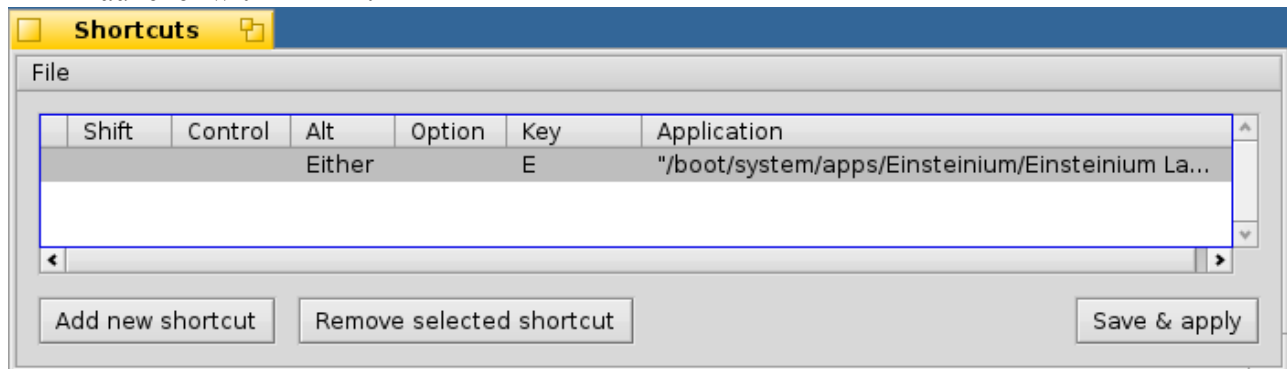 Shortcuts
File
Shift Control Alt Option Key Application
Either E "/boot/system/apps/Einsteinium/Einsteinium La...
Add new shortcut Remove selected shortcut Save & apply